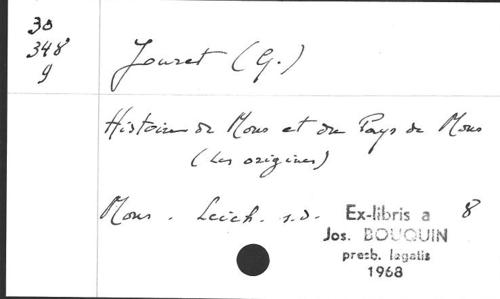 30
348
9
Jouret (G.)
Histoire de Mons et du Pays de Mons
(Les origines)
Mons. Leich. s.d. 8
Ex-libris a
Jos. BOUQUIN
presb. legatis
1968